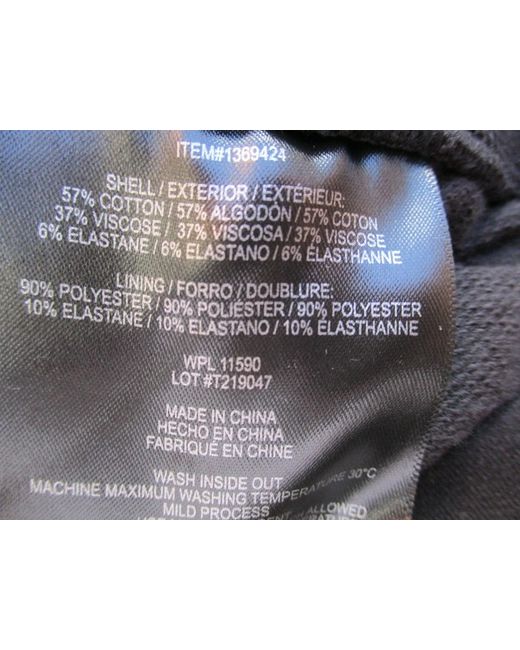 ITEM#1369424
SHELL / EXTERIOR / EXTÉRIEUR:
57% COTTON / 57% ALGODÓN / 57% COTON
37% VISCOSE / 37% VISCOSA / 37% VISCOSE
6% ELASTANE / 6% ELASTANO / 6% ÉLASTHANNE
LINING / FORRO / DOUBLURE:
90% POLYESTER / 90% POLIÉSTER / 90% POLYESTER
10% ELASTANE / 10% ELASTANO / 10% ÉLASTHANNE
WPL 11590
LOT #T219047
MADE IN CHINA
HECHO EN CHINA
FABRIQUÉ EN CHINE
WASH INSIDE OUT
MACHINE MAXIMUM WASHING TEMPERATURE 30°C
MILD PROCESS
ALLOWED